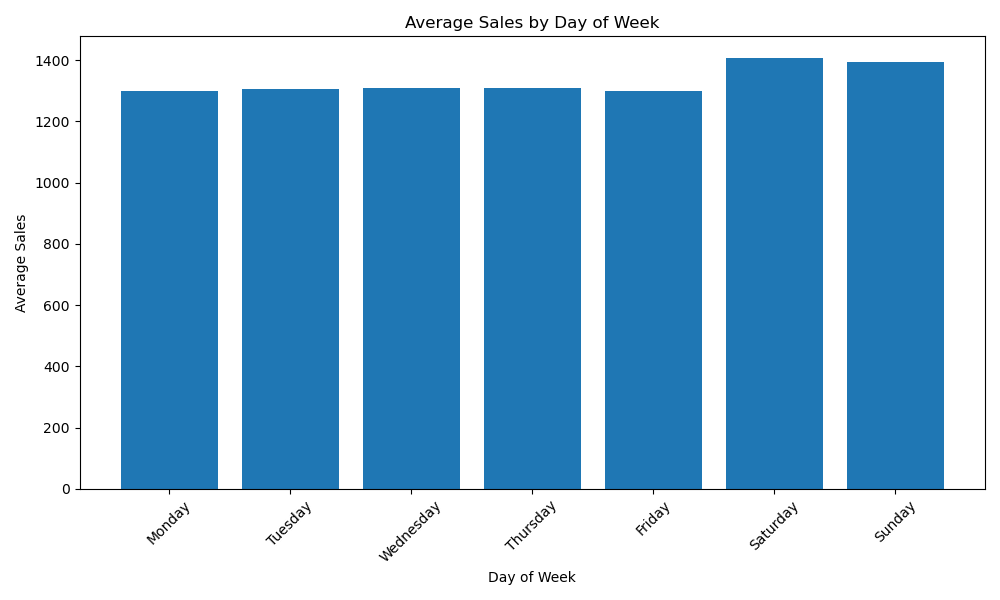 Average Sales by Day of Week
Average Sales
1400
1200
1000
800
600
400
200
0
Monday
Tuesday
Wednesday
Thursday
Friday
Saturday
Sunday
Day of Week